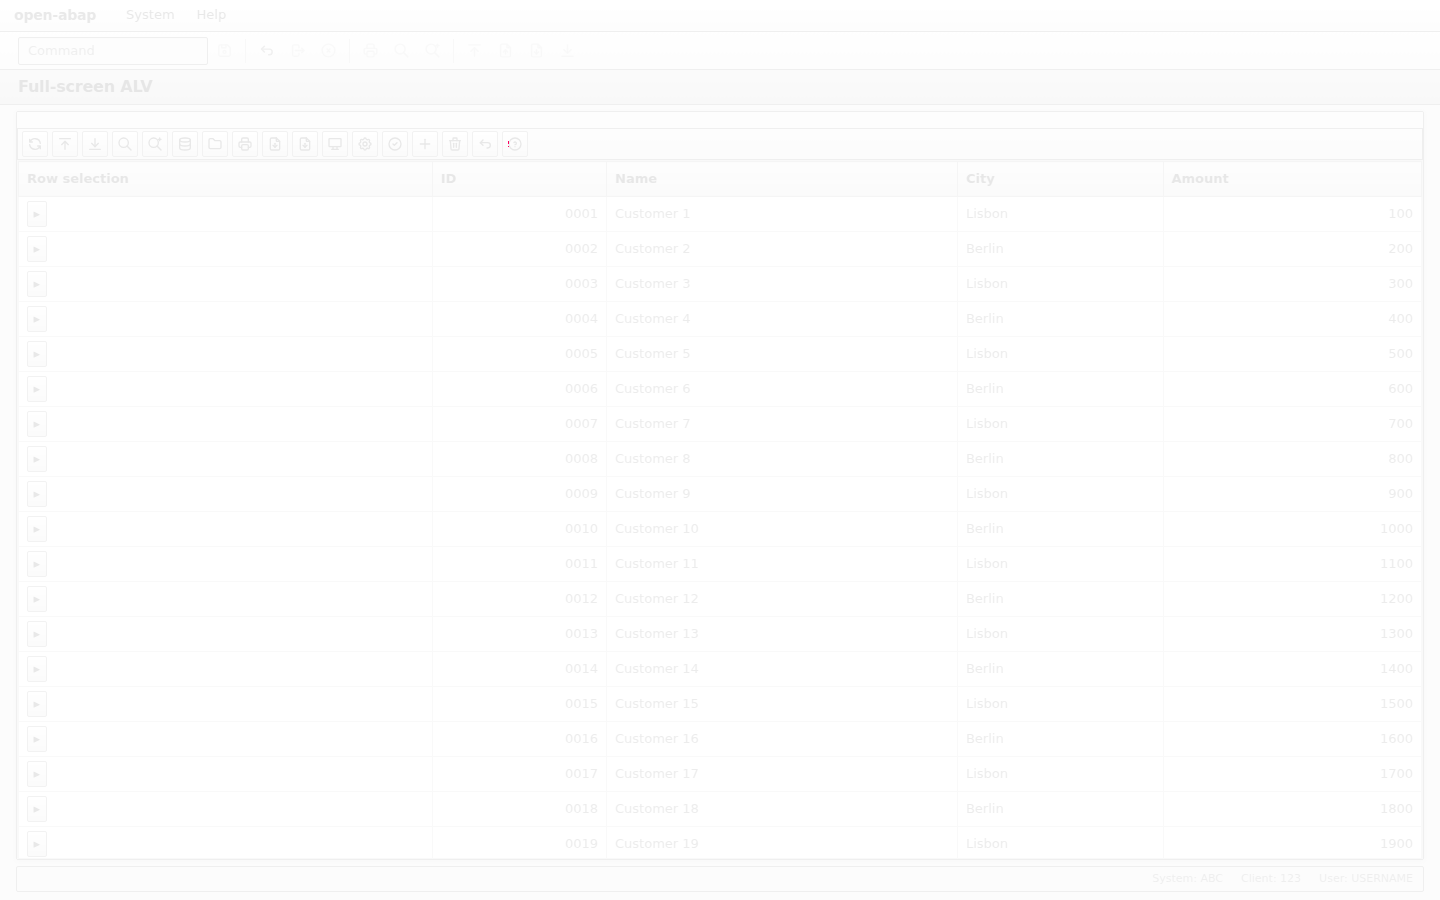 open-abap System Help
Command
Full-screen ALV
Row selection ID Name City Amount
0001 Customer 1 Lisbon 100
0002 Customer 2 Berlin 200
0003 Customer 3 Lisbon 300
0004 Customer 4 Berlin 400
0005 Customer 5 Lisbon 500
0006 Customer 6 Berlin 600
0007 Customer 7 Lisbon 700
0008 Customer 8 Berlin 800
0009 Customer 9 Lisbon 900
0010 Customer 10 Berlin 1000
0011 Customer 11 Lisbon 1100
0012 Customer 12 Berlin 1200
0013 Customer 13 Lisbon 1300
0014 Customer 14 Berlin 1400
0015 Customer 15 Lisbon 1500
0016 Customer 16 Berlin 1600
0017 Customer 17 Lisbon 1700
0018 Customer 18 Berlin 1800
0019 Customer 19 Lisbon 1900
System: ABC Client: 123 User: USERNAME